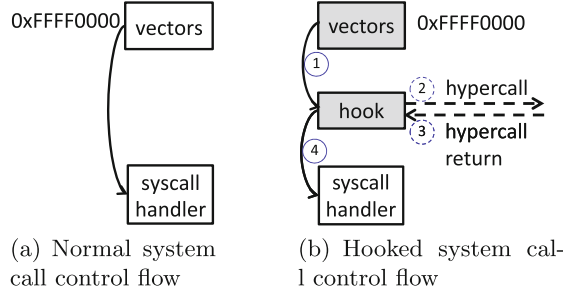 0xFFFF0000
vectors
syscall
handler
(a) Normal system
call control flow
vectors
0xFFFF0000
1
2
hypercall
hook
3
hypercall
return
4
syscall
handler
(b) Hooked system cal-
l control flow